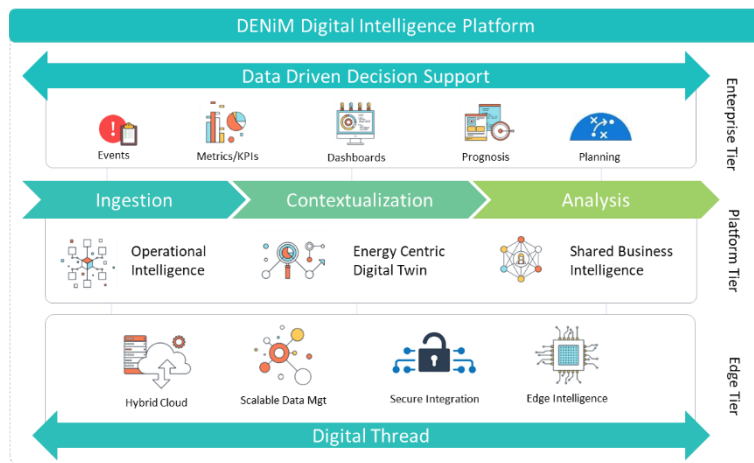 DENiM Digital Intelligence Platform
Data Driven Decision Support
Events
Metrics/KPIs
Dashboards
Prognosis
Planning
Enterprise Tier
Ingestion
Contextualization
Analysis
Operational
Intelligence
Energy Centric
Digital Twin
Shared Business
Intelligence
Platform Tier
Hybrid Cloud
Scalable Data Mgt
Secure Integration
Edge Intelligence
Edge Tier
Digital Thread